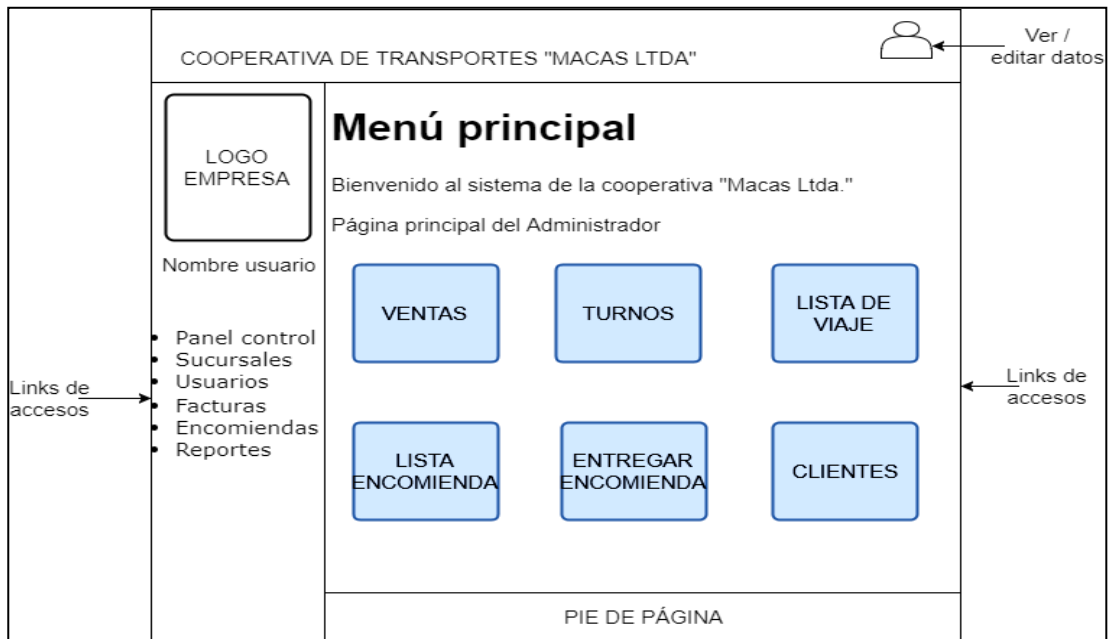 COOPERATIVA DE TRANSPORTES "MACAS LTDA"
Ver /
editar datos
LOGO
EMPRESA
Nombre usuario
Panel control
Sucursales
Usuarios
Facturas
Encomiendas
Reportes
Links de
accesos
Menú principal
Bienvenido al sistema de la cooperativa "Macas Ltda."
Página principal del Administrador
VENTAS
TURNOS
LISTA DE
VIAJE
LISTA
ENCOMIENDA
ENTREGAR
ENCOMIENDA
CLIENTES
Links de
accesos
PIE DE PÁGINA